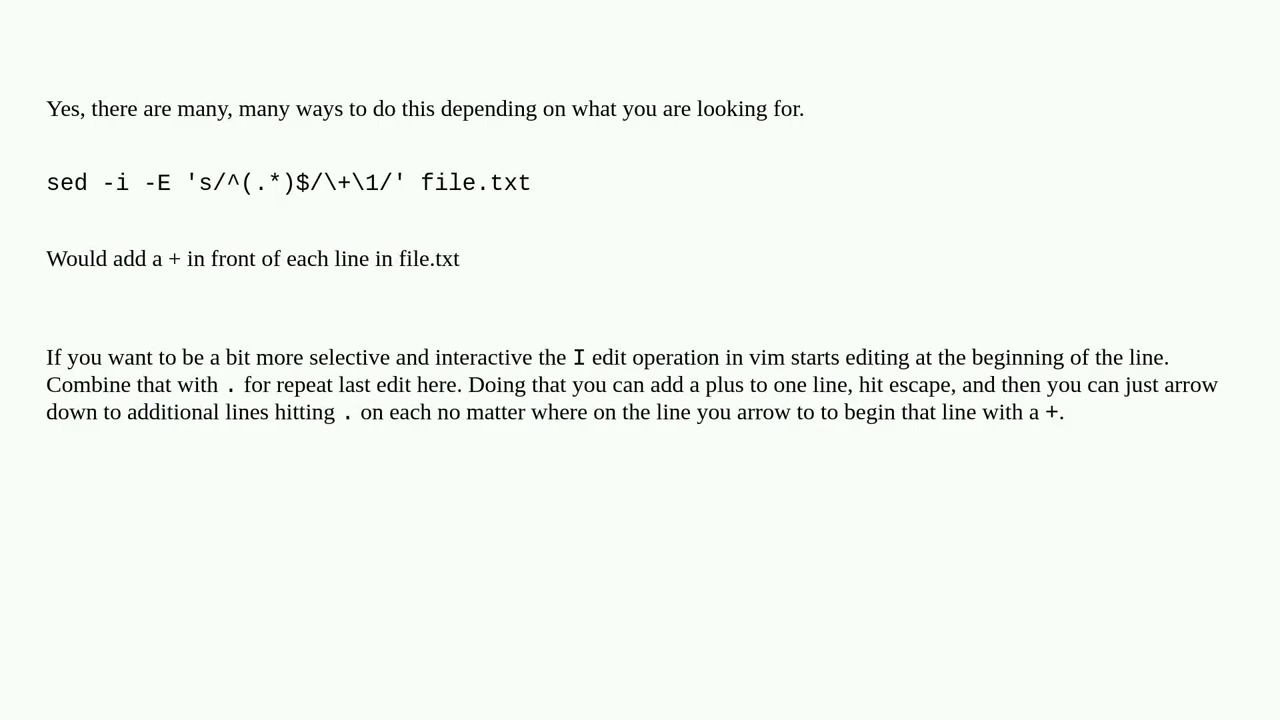 Yes, there are many, many ways to do this depending on what you are looking for.
sed -i -E 's/^(.*)$/\+\1/' file.txt
Would add a + in front of each line in file.txt
If you want to be a bit more selective and interactive the I edit operation in vim starts editing at the beginning of the line.
Combine that with . for repeat last edit here. Doing that you can add a plus to one line, hit escape, and then you can just arrow
down to additional lines hitting . on each no matter where on the line you arrow to to begin that line with a +.